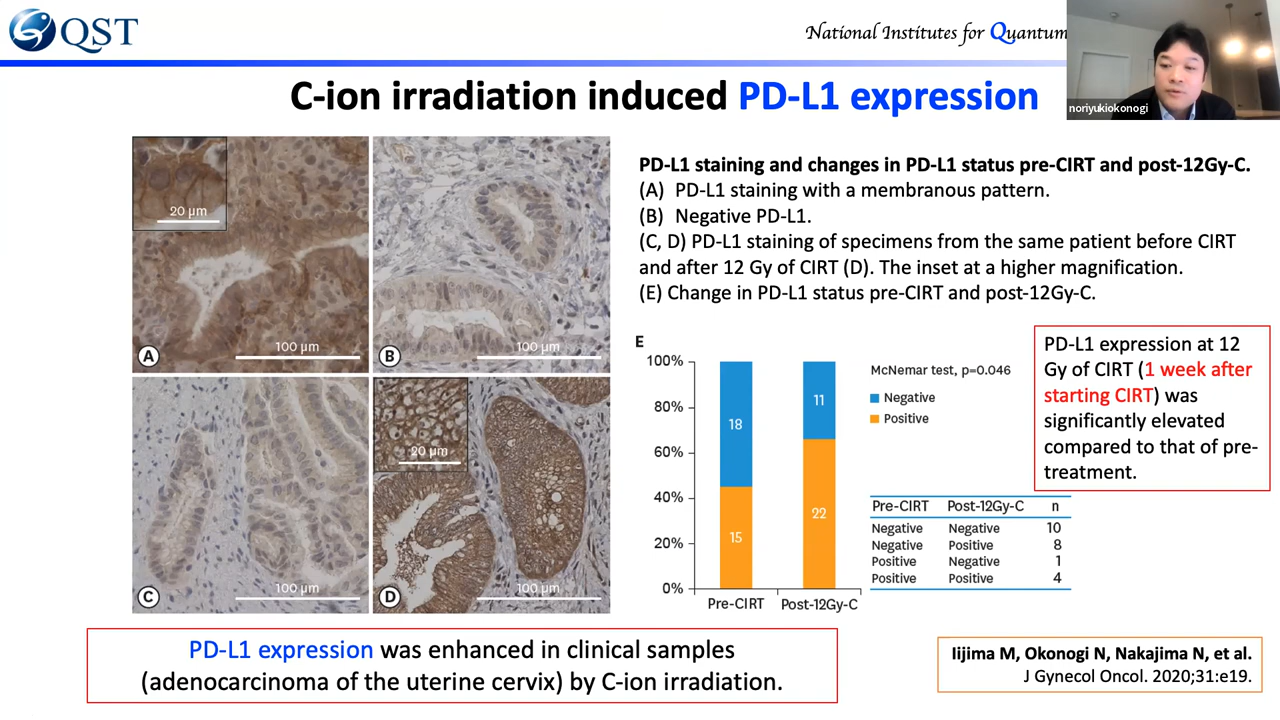 QST
National Institutes for Quantum
noriyukiokonogi
C-ion irradiation induced PD-L1 expression
20 µm
100 µm
A
100 µm
B
100 µm
C
20 µm
100 µm
D
PD-L1 staining and changes in PD-L1 status pre-CIRT and post-12Gy-C.
(A) PD-L1 staining with a membranous pattern.
(B) Negative PD-L1.
(C, D) PD-L1 staining of specimens from the same patient before CIRT
and after 12 Gy of CIRT (D). The inset at a higher magnification.
(E) Change in PD-L1 status pre-CIRT and post-12Gy-C.
E
100%
80%
60%
40%
20%
0%
18
15
11
22
Pre-CIRT
Post-12Gy-C
McNemar test, p=0.046
Negative
Positive
Pre-CIRT Post-12Gy-C n
Negative Negative 10
Negative Positive 8
Positive Negative 1
Positive Positive 4
PD-L1 expression at 12
Gy of CIRT (1 week after
starting CIRT) was
significantly elevated
compared to that of pre-
treatment.
PD-L1 expression was enhanced in clinical samples
(adenocarcinoma of the uterine cervix) by C-ion irradiation.
Iijima M, Okonogi N, Nakajima N, et al.
J Gynecol Oncol. 2020;31:e19.